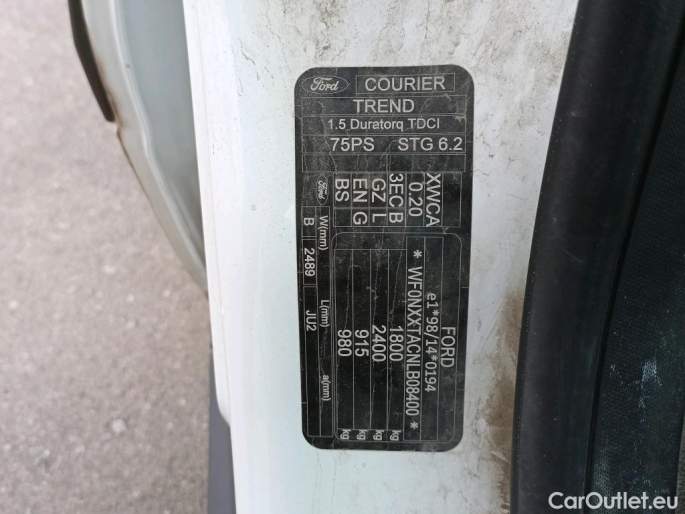 Ford COURIER
TREND
1.5 Duratorq TDCI
75PS STG 6.2
XWCA
0.20
3EC B
GZ L
EN G
BS
FORD
e1*98/14*0194
* WF0NXXTACNLB08400 *
1800 kg
2400 kg
915 kg
980 kg
Ford W(mm) L(mm) a(mm)
B 2489 JU2
CarOutlet.eu